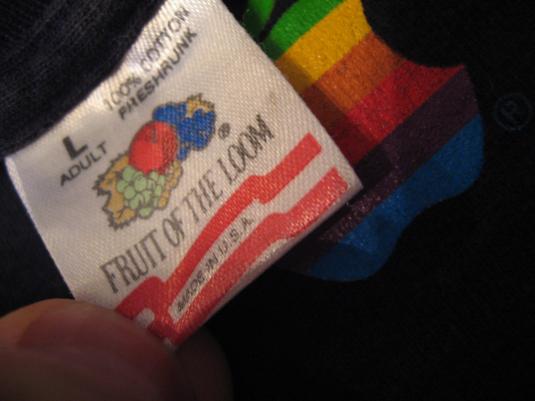 100% COTTON
PRESHRUNK
L
ADULT
®
FRUIT OF THE LOOM
MADE IN U.S.A.